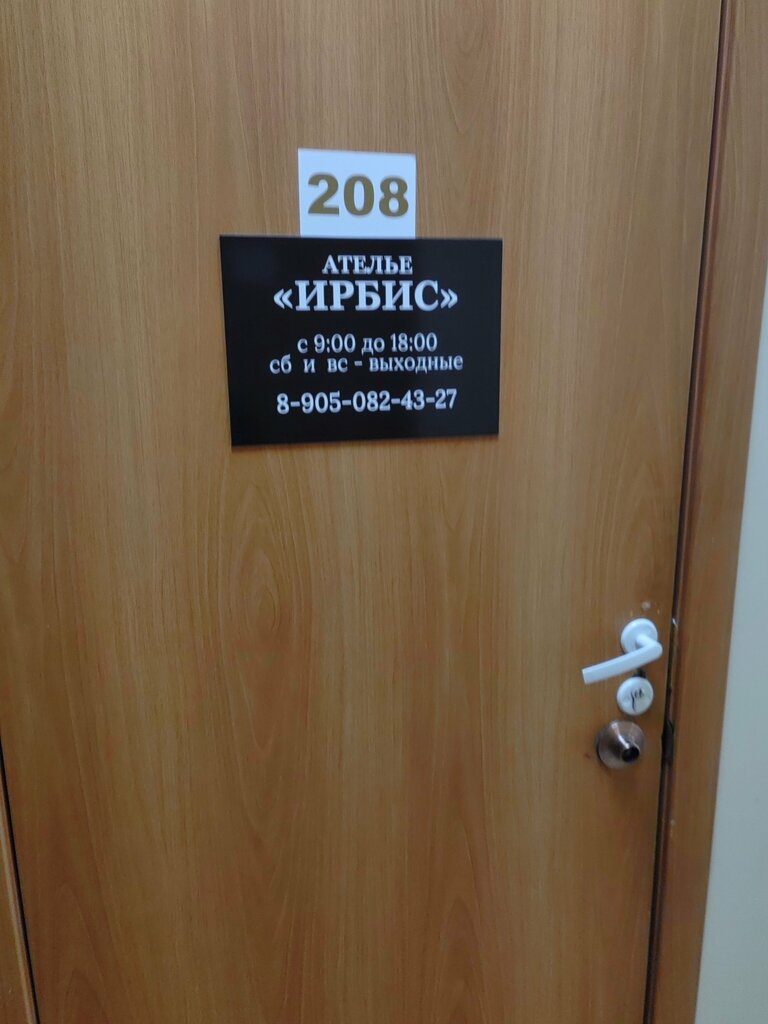 208
АТЕЛЬЕ
«ИРБИС»
с 9:00 до 18:00
сб и вс - выходные
8-905-082-43-27